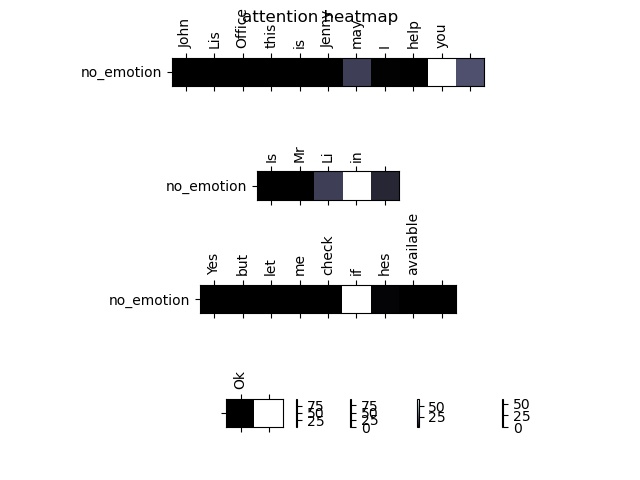 attention heatmap
John Lis Office this is Jenny may I help you
no_emotion
Is Mr Li in
no_emotion
Yes but let me check if hes available
no_emotion
Ok
75 50 25
75 50 25 0
50 25
50 25 0